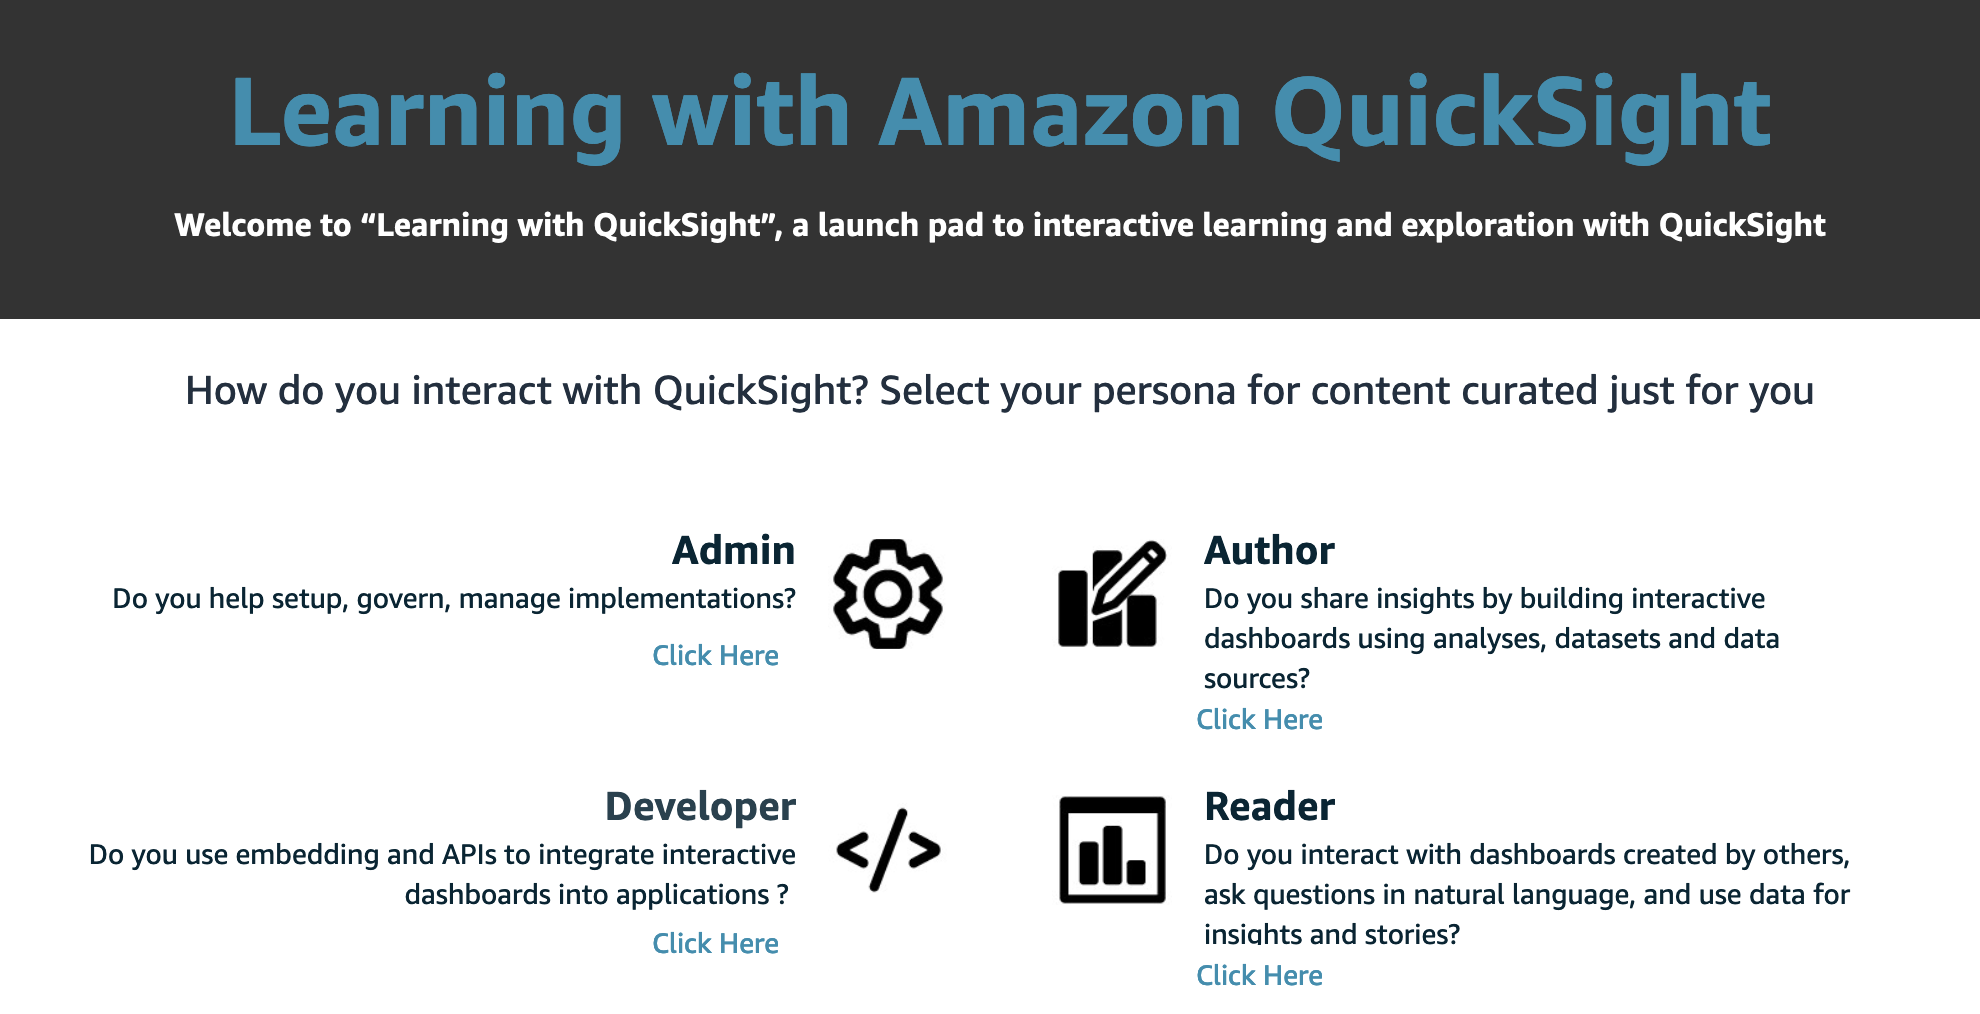 Learning with Amazon QuickSight
Welcome to “Learning with QuickSight”, a launch pad to interactive learning and exploration with QuickSight
How do you interact with QuickSight? Select your persona for content curated just for you
Admin
Do you help setup, govern, manage implementations?
Click Here
Author
Do you share insights by building interactive
dashboards using analyses, datasets and data
sources?
Click Here
Developer
Do you use embedding and APIs to integrate interactive
dashboards into applications ?
Click Here
Reader
Do you interact with dashboards created by others,
ask questions in natural language, and use data for
insights and stories?
Click Here